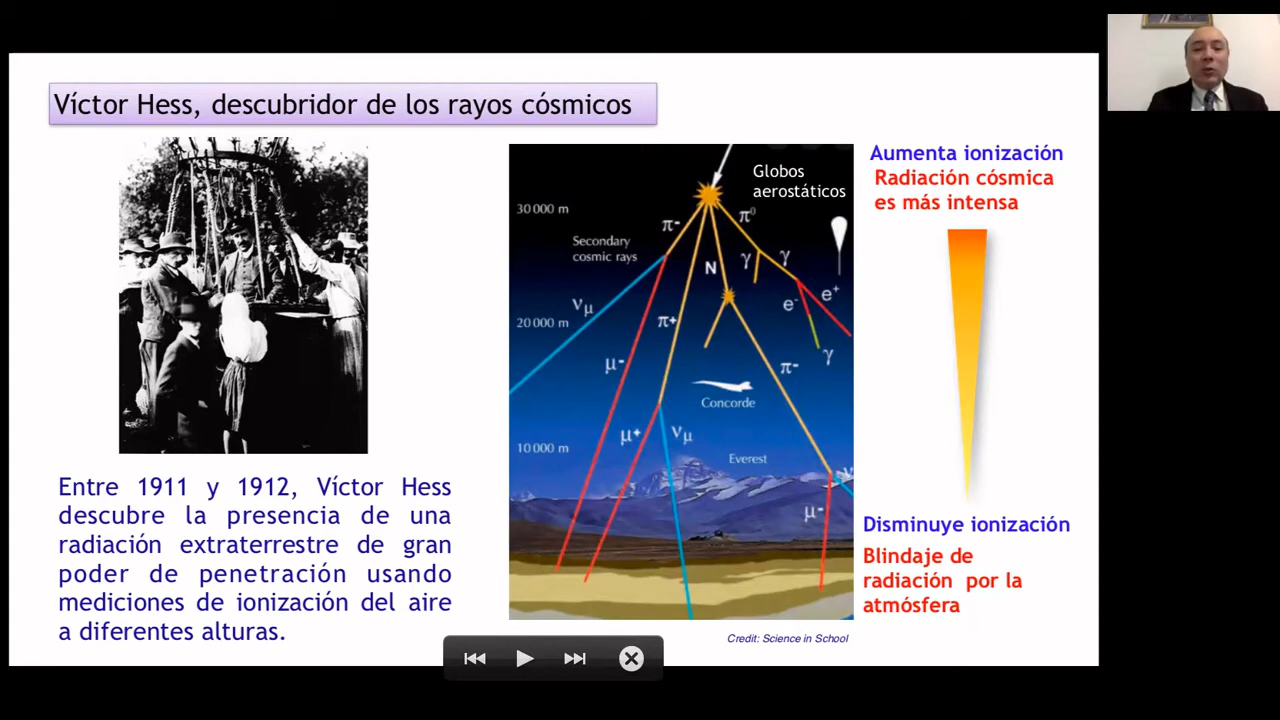 Víctor Hess, descubridor de los rayos cósmicos
Entre 1911 y 1912, Víctor Hess
descubre la presencia de una
radiación extraterrestre de gran
poder de penetración usando
mediciones de ionización del aire
a diferentes alturas.
Globos
aerostáticos
30 000 m
π-
π⁰
Secondary
cosmic rays
N
γ
γ
e-
e+
νμ
20 000 m
π+
γ
μ-
π-
Concorde
μ+
νμ
10 000 m
Everest
ν
μ-
Credit: Science in School
Aumenta ionización
Radiación cósmica
es más intensa
Disminuye ionización
Blindaje de
radiación por la
atmósfera